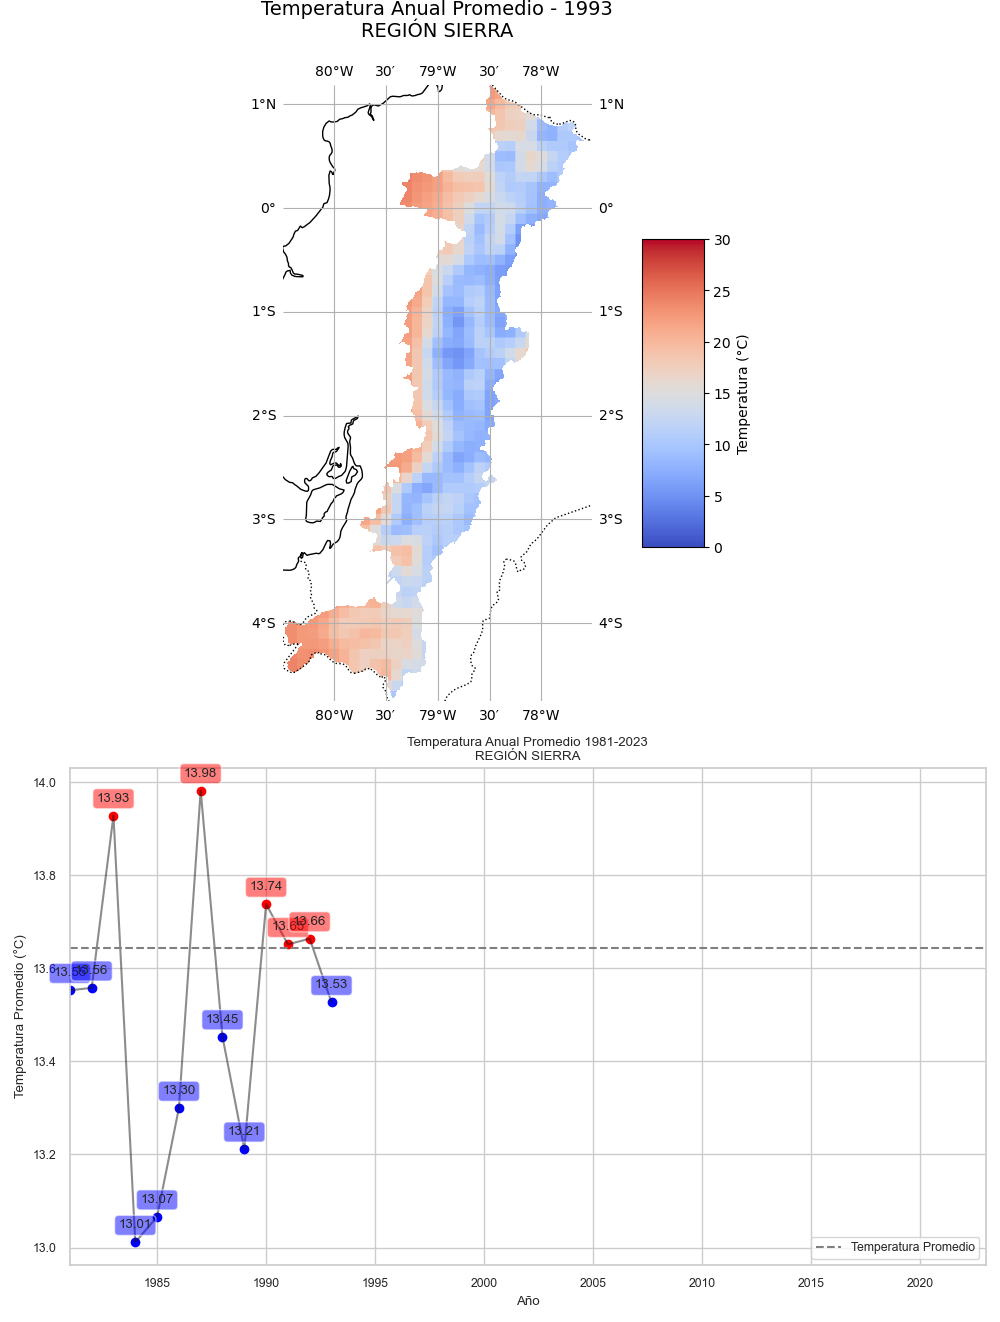 Temperatura Anual Promedio - 1993
REGIÓN SIERRA
80°W 30′ 79°W 30′ 78°W
1°N 1°N
0° 0°
1°S 1°S
2°S 2°S
3°S 3°S
4°S 4°S
80°W 30′ 79°W 30′ 78°W
30
25
20
15
10
5
0
Temperatura (°C)
Temperatura Anual Promedio 1981-2023
REGIÓN SIERRA
14.0
13.8
13.6
13.4
13.2
13.0
Temperatura Promedio (°C)
13.56
13.93
13.01
13.07
13.30
13.98
13.45
13.21
13.74
13.66
13.53
Temperatura Promedio
1985 1990 1995 2000 2005 2010 2015 2020
Año